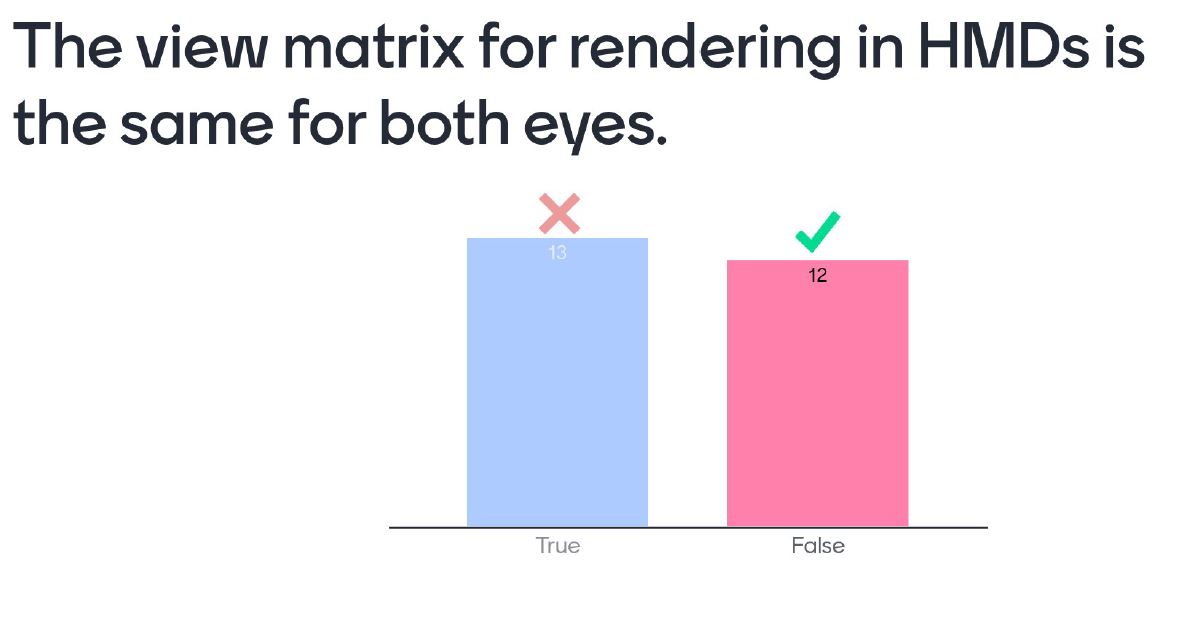 The view matrix for rendering in HMDs is
the same for both eyes.
13
12
True
False